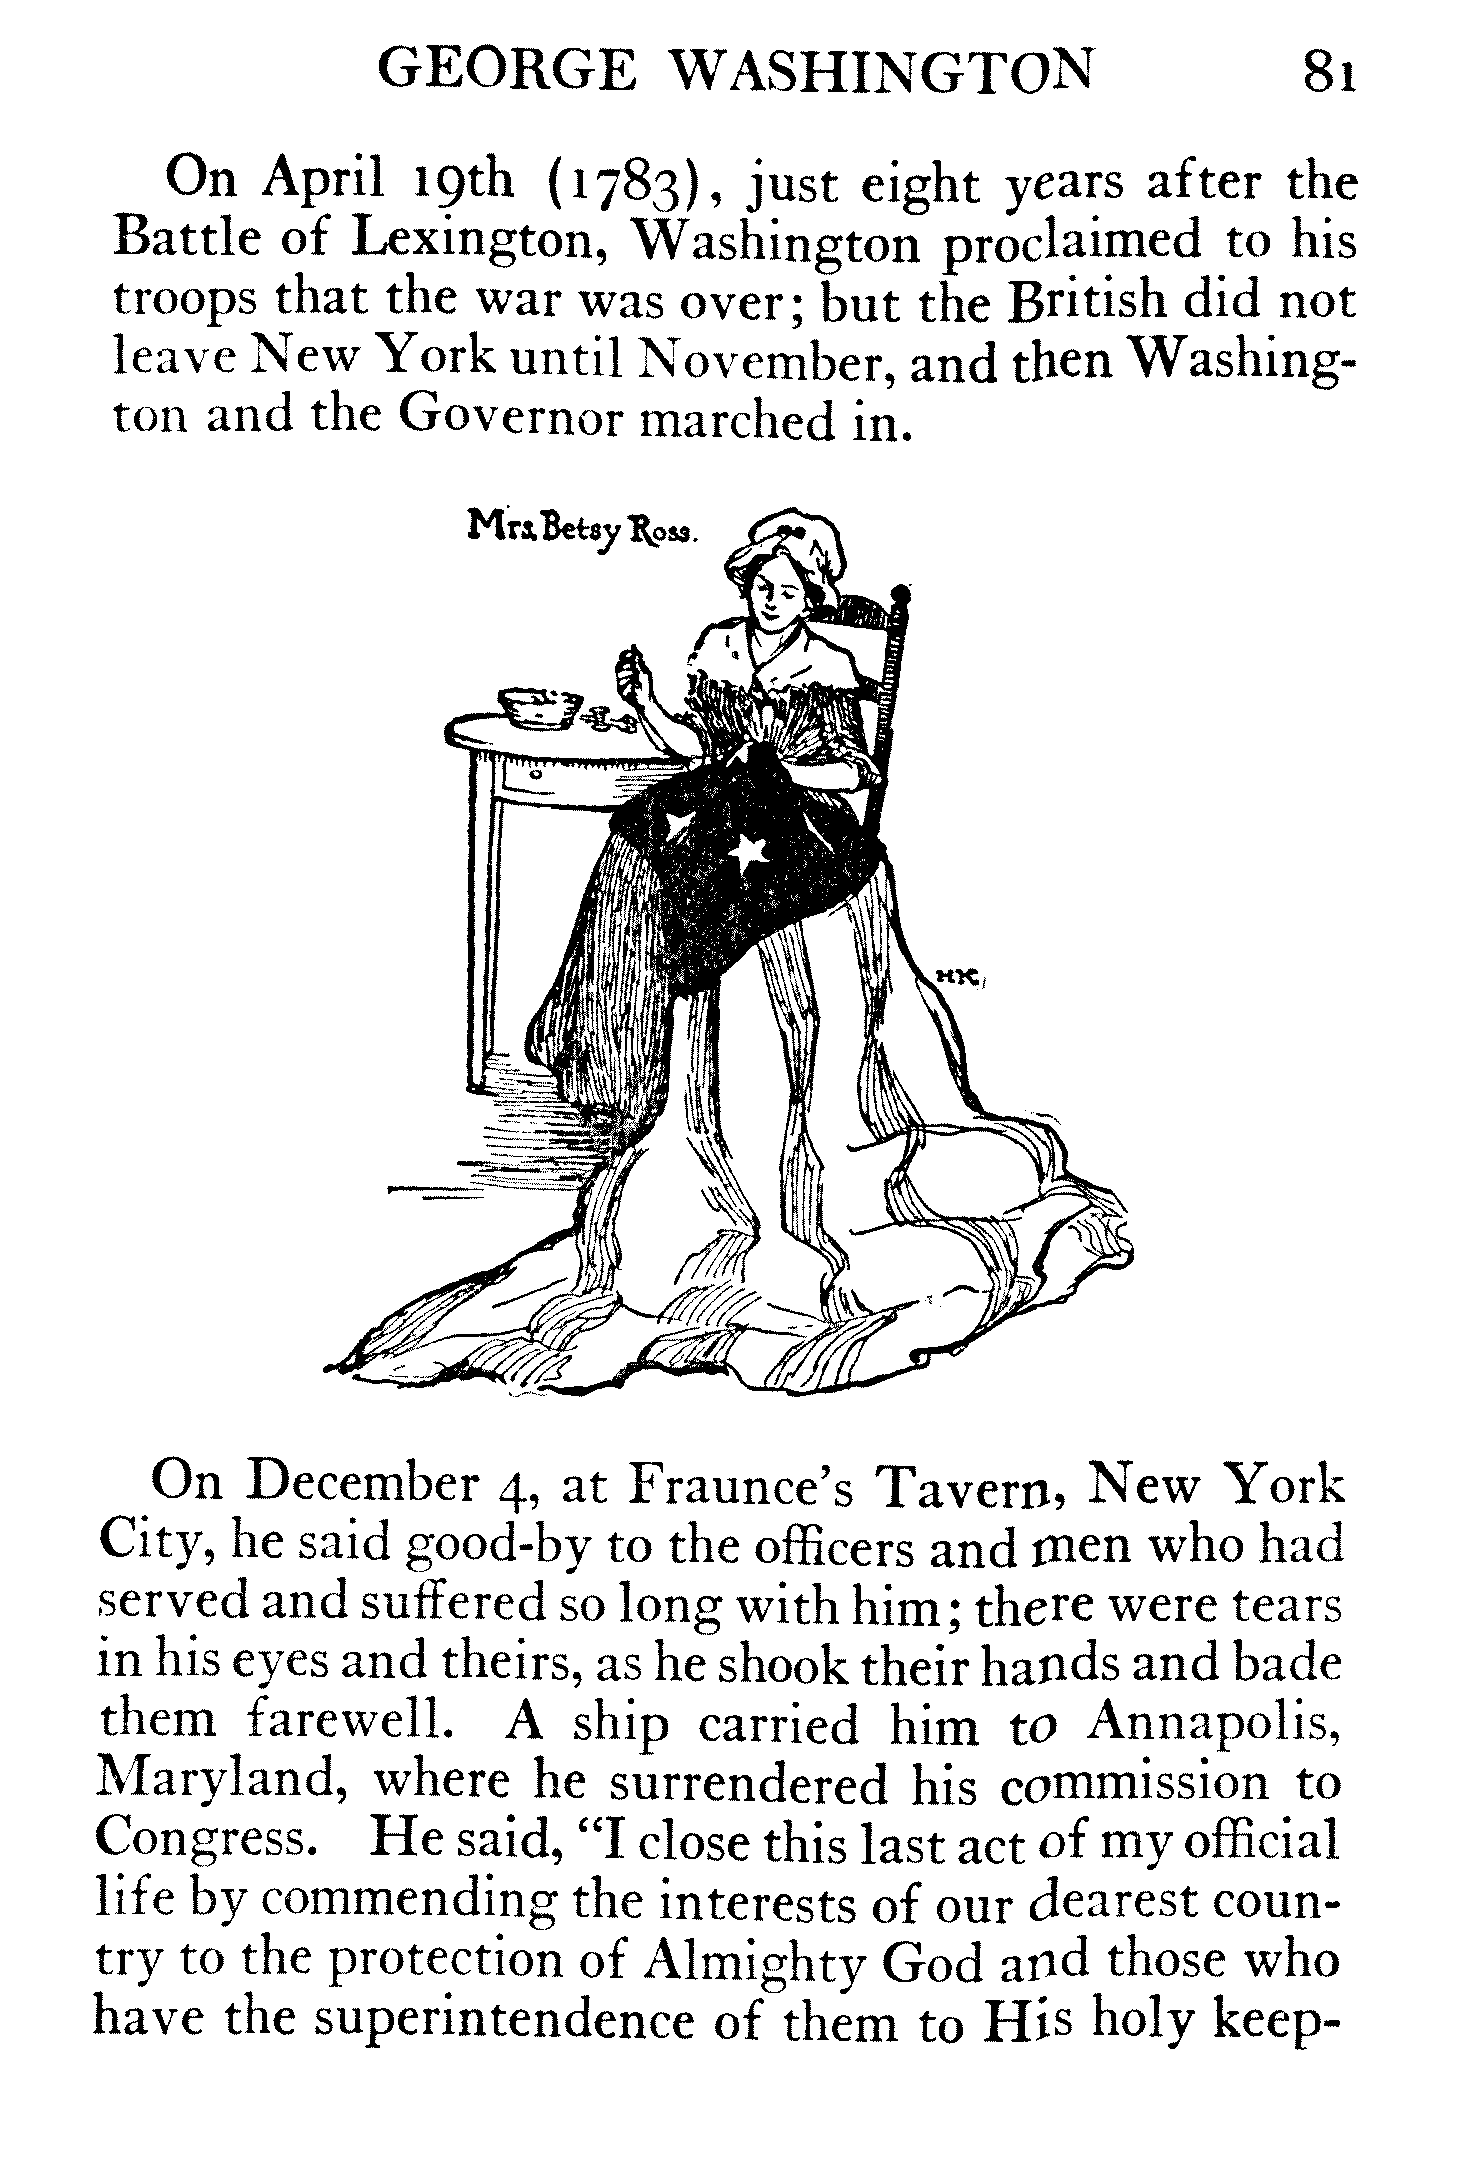 GEORGE WASHINGTON 81
On April 19th (1783), just eight years after the
Battle of Lexington, Washington proclaimed to his
troops that the war was over; but the British did not
leave New York until November, and then Washing-
ton and the Governor marched in.
Mrs. Betsy Ross.
HK
On December 4, at Fraunce's Tavern, New York
City, he said good-by to the officers and men who had
served and suffered so long with him; there were tears
in his eyes and theirs, as he shook their hands and bade
them farewell. A ship carried him to Annapolis,
Maryland, where he surrendered his commission to
Congress. He said, "I close this last act of my official
life by commending the interests of our dearest coun-
try to the protection of Almighty God and those who
have the superintendence of them to His holy keep-